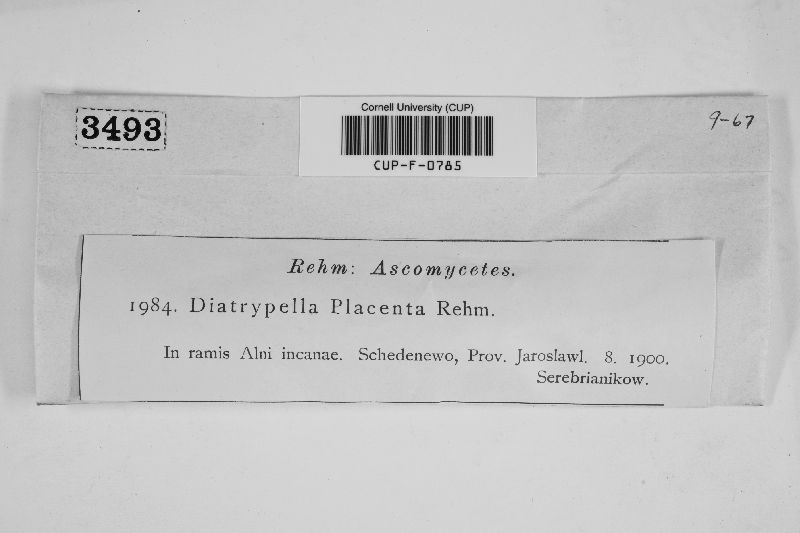 3493
Cornell University (CUP)
CUP-F-0785
9-67
Rehm: Ascomycetes.
1984. Diatrypella Placenta Rehm.
In ramis Alni incanae. Schedenewo, Prov. Jaroslawl. 8. 1900.
Serebrianikow.